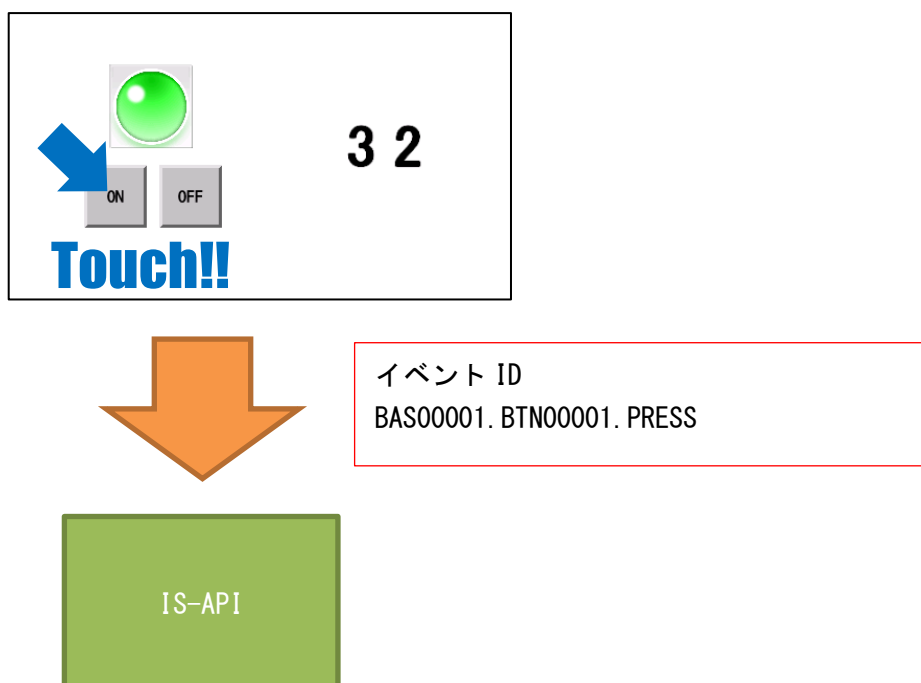 32
ON OFF
Touch!!
イベント ID
BAS00001.BTN00001.PRESS
IS-API